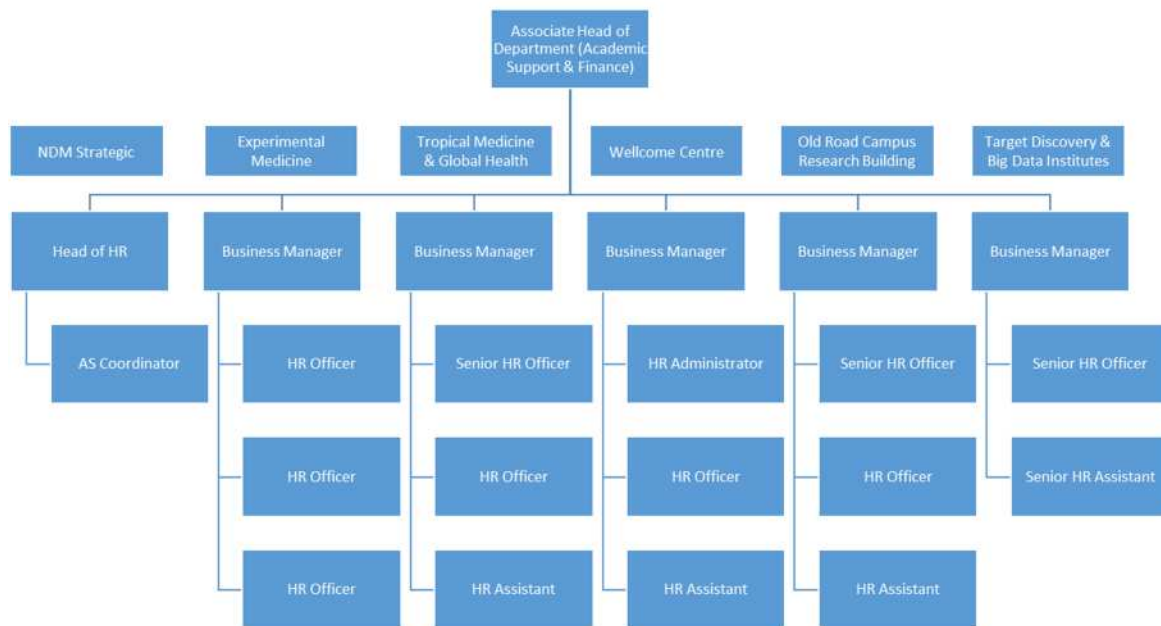 Associate Head of
Department (Academic
Support & Finance)
NDM Strategic
Experimental
Medicine
Tropical Medicine
& Global Health
Wellcome Centre
Old Road Campus
Research Building
Target Discovery &
Big Data Institutes
Head of HR
Business Manager
Business Manager
Business Manager
Business Manager
Business Manager
AS Coordinator
HR Officer
Senior HR Officer
HR Administrator
Senior HR Officer
Senior HR Officer
HR Officer
HR Officer
HR Officer
HR Officer
Senior HR Assistant
HR Officer
HR Assistant
HR Assistant
HR Assistant